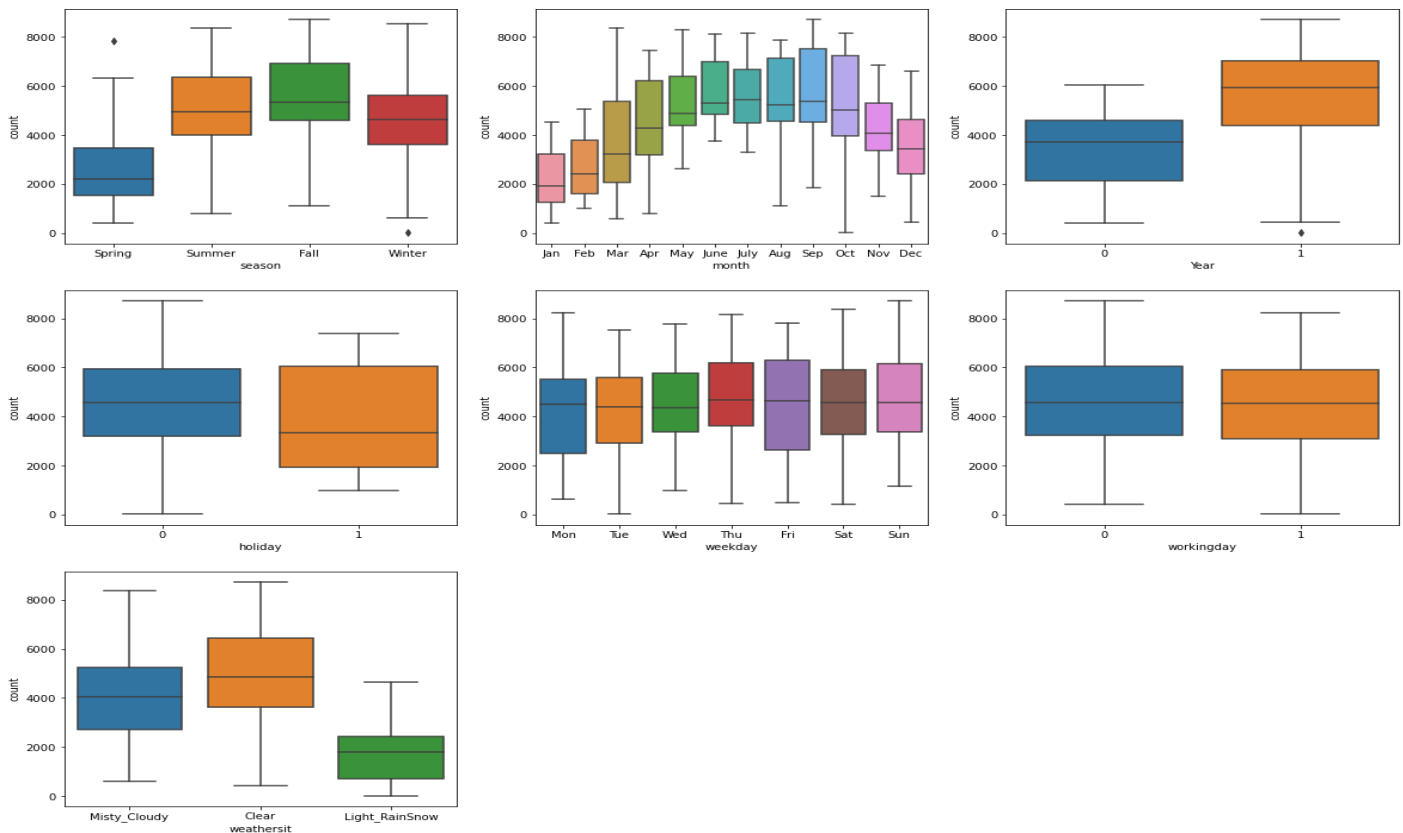 8000
6000
4000
2000
0
count
Spring Summer Fall Winter
season
8000
6000
4000
2000
0
count
Jan Feb Mar Apr May June July Aug Sep Oct Nov Dec
month
8000
6000
4000
2000
0
count
0 1
Year
8000
6000
4000
2000
0
count
0 1
holiday
8000
6000
4000
2000
0
count
Mon Tue Wed Thu Fri Sat Sun
weekday
8000
6000
4000
2000
0
count
0 1
workingday
8000
6000
4000
2000
0
count
Misty_Cloudy Clear Light_RainSnow
weathersit